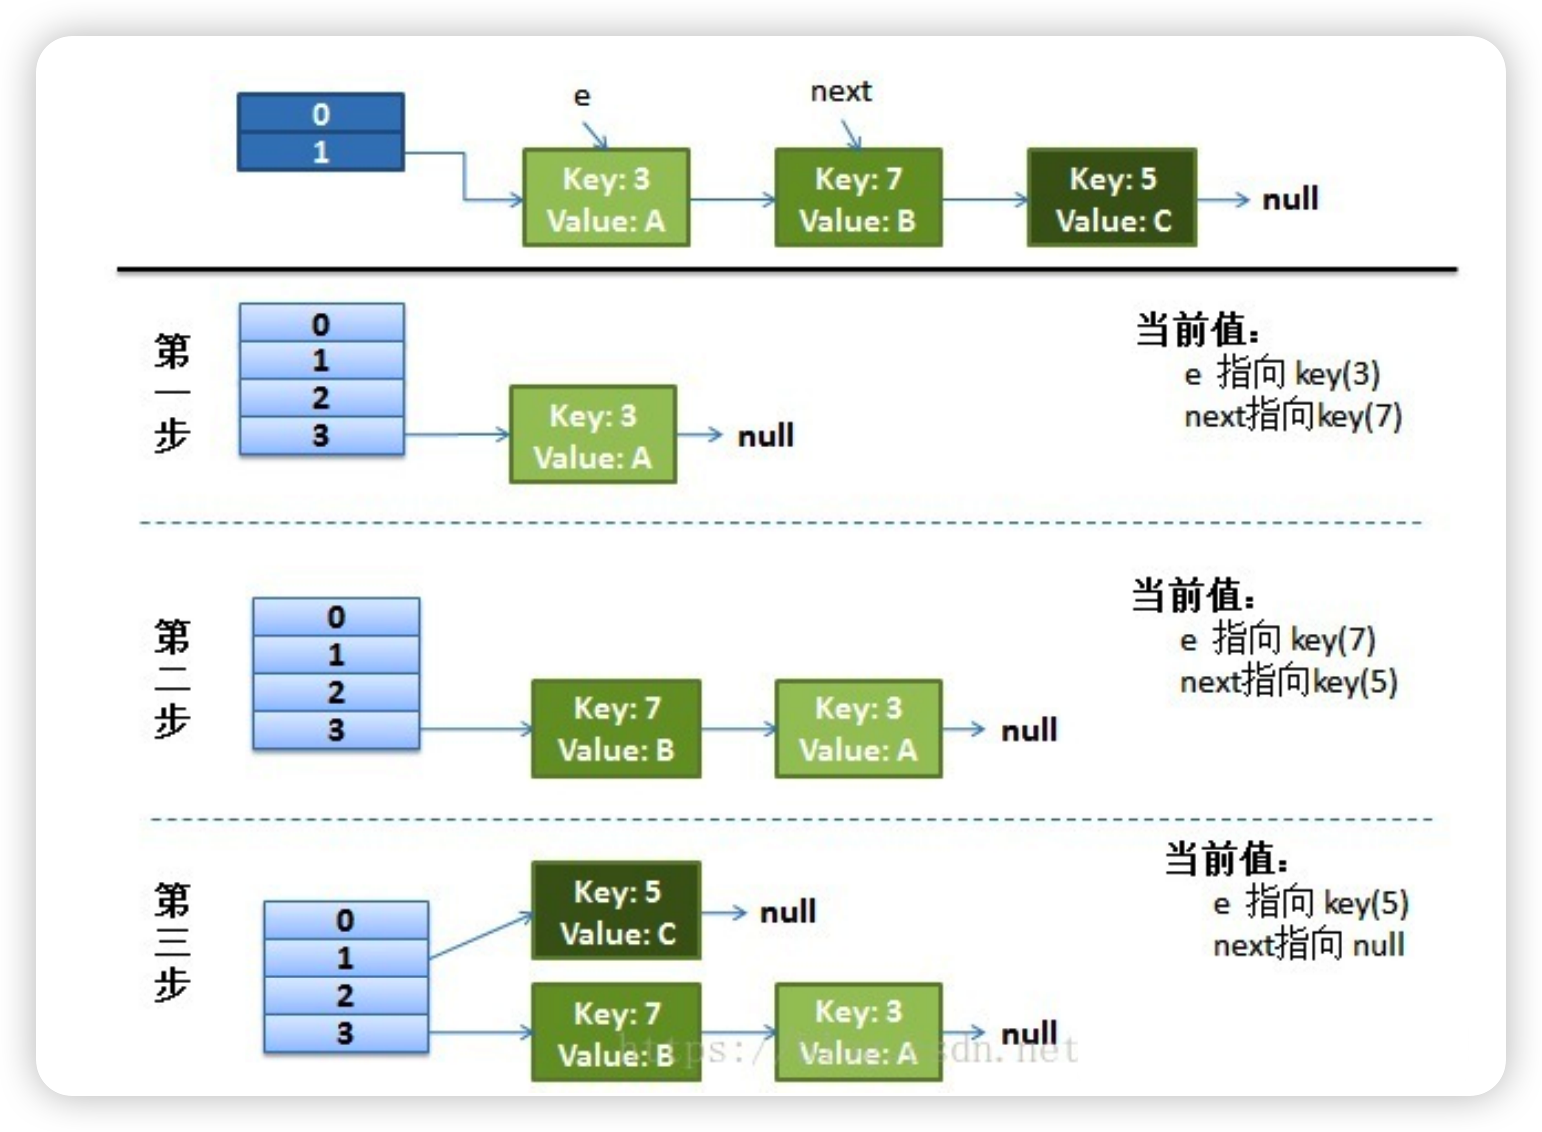 e
next
0
1
Key: 3
Value: A
Key: 7
Value: B
Key: 5
Value: C
null
第一步
0
1
2
3
Key: 3
Value: A
null
当前值：
e 指向 key(3)
next指向key(7)
第二步
0
1
2
3
Key: 7
Value: B
Key: 3
Value: A
null
当前值：
e 指向 key(7)
next指向key(5)
第三步
0
1
2
3
Key: 5
Value: C
null
Key: 7
Value: B
Key: 3
Value: A
null
当前值：
e 指向 key(5)
next指向 null